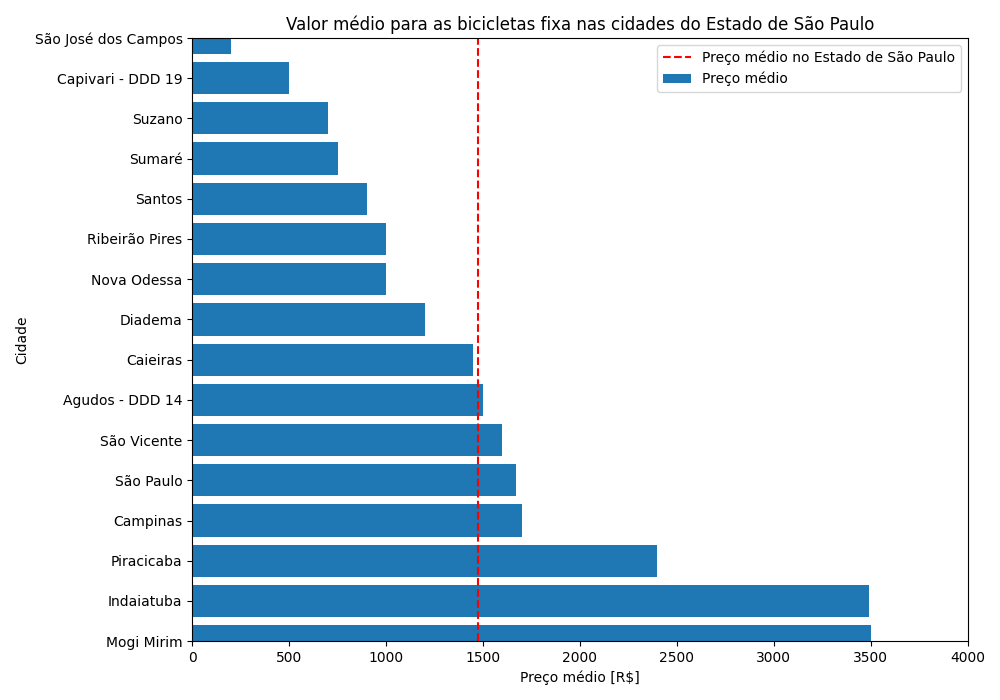 Valor médio para as bicicletas fixa nas cidades do Estado de São Paulo
Preço médio no Estado de São Paulo
Preço médio
Cidade
São José dos Campos
Capivari - DDD 19
Suzano
Sumaré
Santos
Ribeirão Pires
Nova Odessa
Diadema
Caieiras
Agudos - DDD 14
São Vicente
São Paulo
Campinas
Piracicaba
Indaiatuba
Mogi Mirim
0 500 1000 1500 2000 2500 3000 3500 4000
Preço médio [R$]